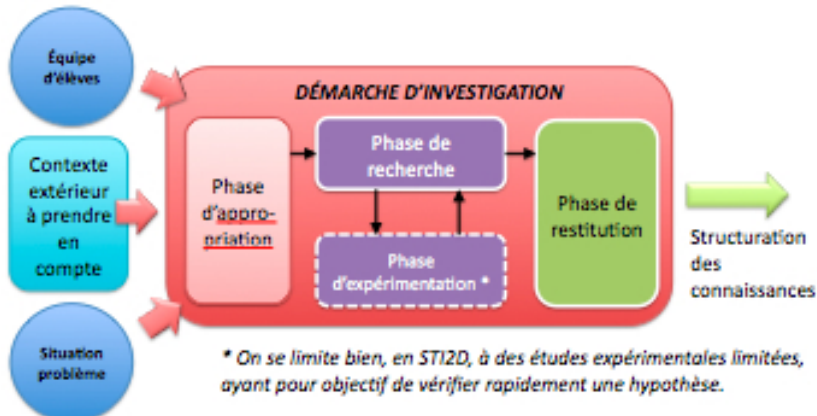 Équipe
d'élèves
DÉMARCHE D'INVESTIGATION
Contexte
extérieur
à prendre
en
compte
Phase
d'appro-
priation
Phase de
recherche
Phase
d'expérimentation *
Phase de
restitution
Structuration
des
connaissances
Situation
problème
* On se limite bien, en STI2D, à des études expérimentales limitées,
ayant pour objectif de vérifier rapidement une hypothèse.